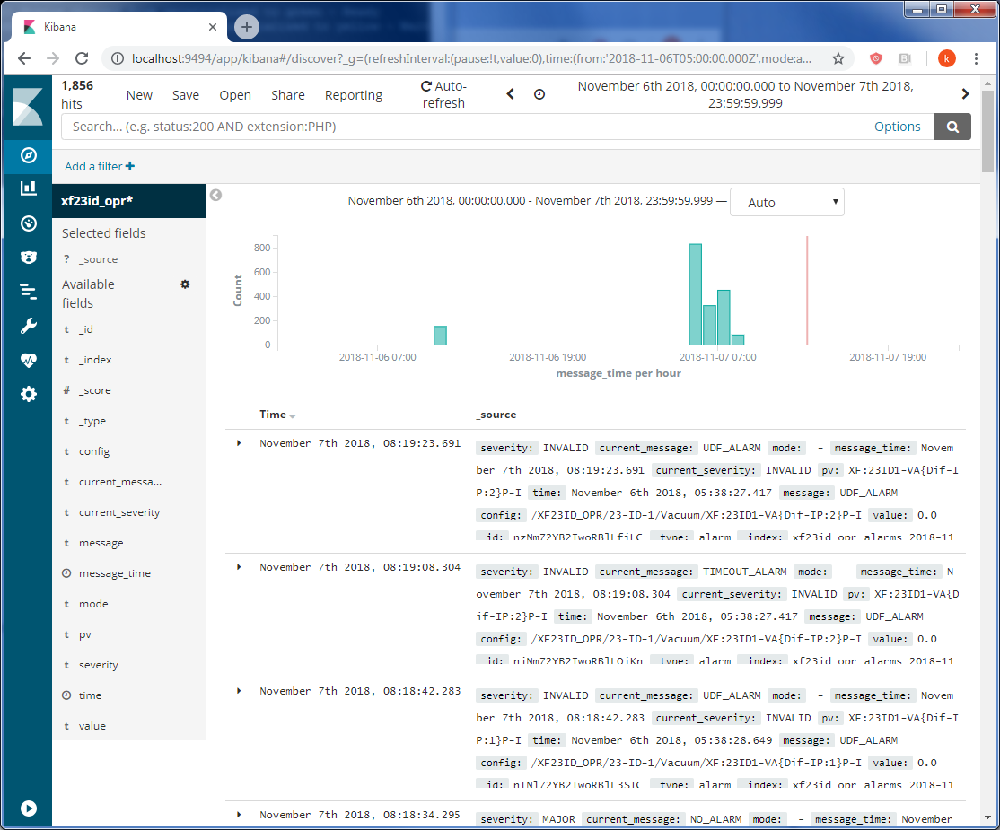 Kibana
localhost:9494/app/kibana#/discover?_g=(refreshInterval:(pause:!t,value:0),time:(from:'2018-11-06T05:00:00.000Z',mode:a...
k
1,856
hits
New Save Open Share Reporting
Auto-
refresh
November 6th 2018, 00:00:00.000 to November 7th 2018,
23:59:59.999
Search... (e.g. status:200 AND extension:PHP)
Options
Add a filter +
xf23id_opr*
Selected fields
? _source
Available
fields
t _id
t _index
# _score
t _type
t config
t current_messa...
t current_severity
t message
message_time
t mode
t pv
t severity
time
t value
November 6th 2018, 00:00:00.000 - November 7th 2018, 23:59:59.999 — Auto
Count
800
600
400
200
0
2018-11-06 07:00 2018-11-06 19:00 2018-11-07 07:00 2018-11-07 19:00
message_time per hour
Time _source
November 7th 2018, 08:19:23.691
severity: INVALID current_message: UDF_ALARM mode: - message_time: Novem
ber 7th 2018, 08:19:23.691 current_severity: INVALID pv: XF:23ID1-VA{Dif-I
P:2}P-I time: November 6th 2018, 05:38:27.417 message: UDF_ALARM
config: /XF23ID_OPR/23-ID-1/Vacuum/XF:23ID1-VA{Dif-IP:2}P-I value: 0.0
_id: _type: alarm _index: xf23id_opr_alarms_2018-11
November 7th 2018, 08:19:08.304
severity: INVALID current_message: TIMEOUT_ALARM mode: - message_time: N
ovember 7th 2018, 08:19:08.304 current_severity: INVALID pv: XF:23ID1-VA{D
if-IP:2}P-I time: November 6th 2018, 05:38:27.417 message: UDF_ALARM
config: /XF23ID_OPR/23-ID-1/Vacuum/XF:23ID1-VA{Dif-IP:2}P-I value: 0.0
_id: _type: alarm _index: xf23id_opr_alarms_2018-11
November 7th 2018, 08:18:42.283
severity: INVALID current_message: UDF_ALARM mode: - message_time: Novem
ber 7th 2018, 08:18:42.283 current_severity: INVALID pv: XF:23ID1-VA{Dif-I
P:1}P-I time: November 6th 2018, 05:38:28.649 message: UDF_ALARM
config: /XF23ID_OPR/23-ID-1/Vacuum/XF:23ID1-VA{Dif-IP:1}P-I value: 0.0
_id: _type: alarm _index: xf23id_opr_alarms_2018-11
November 7th 2018, 08:18:34.295
severity: MAJOR current_message: NO_ALARM mode: - message_time: November